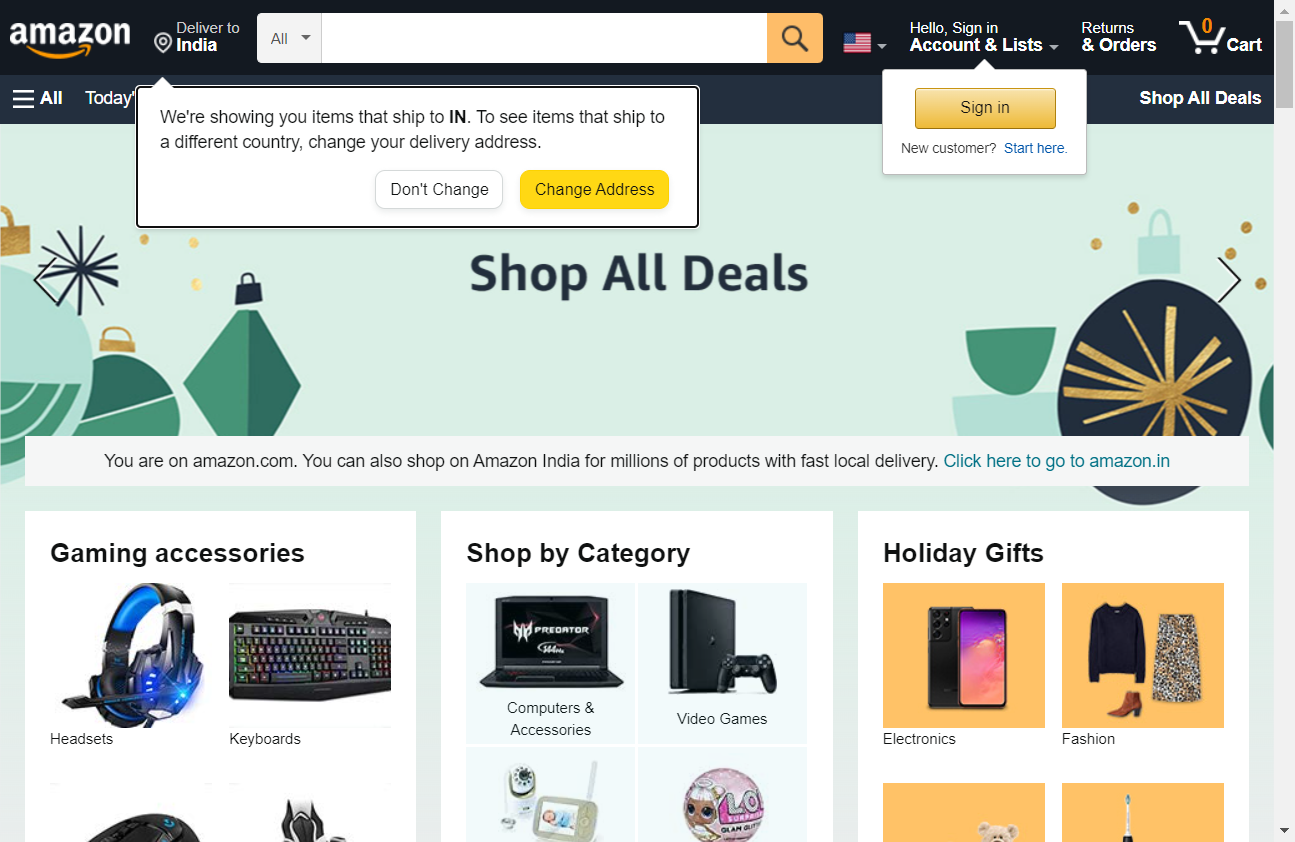 amazon
Deliver to
India
All
Hello, Sign in
Account & Lists
Returns
& Orders
0
Cart
All
Today'
Shop All Deals
We're showing you items that ship to IN. To see items that ship to
a different country, change your delivery address.
Don't Change
Change Address
Sign in
New customer? Start here.
Shop All Deals
You are on amazon.com. You can also shop on Amazon India for millions of products with fast local delivery. Click here to go to amazon.in
Gaming accessories
Headsets
Keyboards
Shop by Category
PREDATOR
144Hz
Computers &
Accessories
Video Games
L.O.L
SURPRISE
GLAM GLITTER
Holiday Gifts
Electronics
Fashion